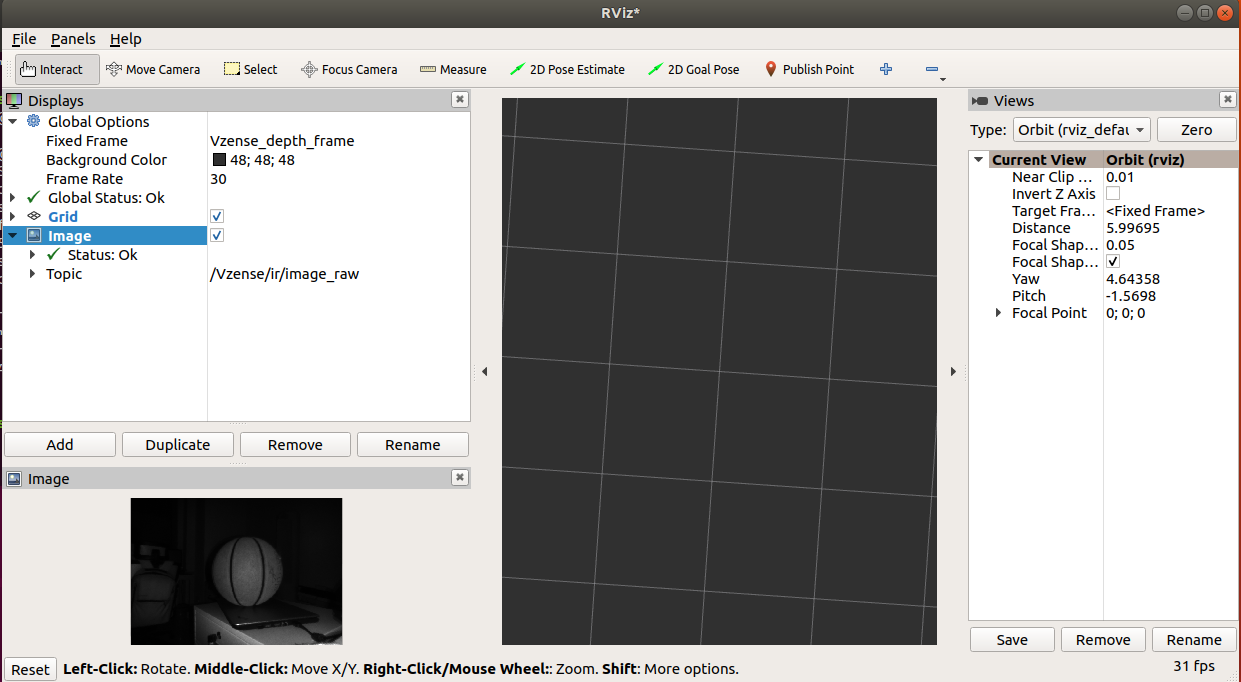 RViz*
File Panels Help
Interact Move Camera Select Focus Camera Measure 2D Pose Estimate 2D Goal Pose Publish Point
Displays
Global Options
Fixed Frame Vzense_depth_frame
Background Color 48; 48; 48
Frame Rate 30
Global Status: Ok
Grid
Image
Status: Ok
Topic /Vzense/ir/image_raw
Add Duplicate Remove Rename
Image
Views
Type: Orbit (rviz_defau Zero
Current View Orbit (rviz)
Near Clip ... 0.01
Invert Z Axis
Target Fra... <Fixed Frame>
Distance 5.99695
Focal Shap... 0.05
Focal Shap...
Yaw 4.64358
Pitch -1.5698
Focal Point 0; 0; 0
Save Remove Rename
Reset Left-Click: Rotate. Middle-Click: Move X/Y. Right-Click/Mouse Wheel:: Zoom. Shift: More options. 31 fps